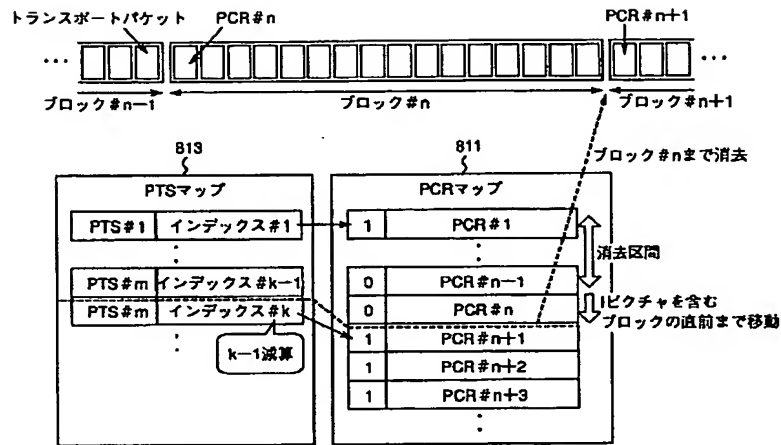 トランスポートパケット
PCR#n
PCR#n+1
・・・
・・・
ブロック#n−1
ブロック#n
ブロック#n+1
813
811
ブロック#nまで消去
PTSマップ
PCRマップ
PTS#1 インデックス#1
1 PCR#1
消去区間
PTS#m インデックス#k−1
0 PCR#n−1
PTS#m インデックス#k
0 PCR#n
Iピクチャを含む
ブロックの直前まで移動
k−1減算
1 PCR#n+1
1 PCR#n+2
1 PCR#n+3